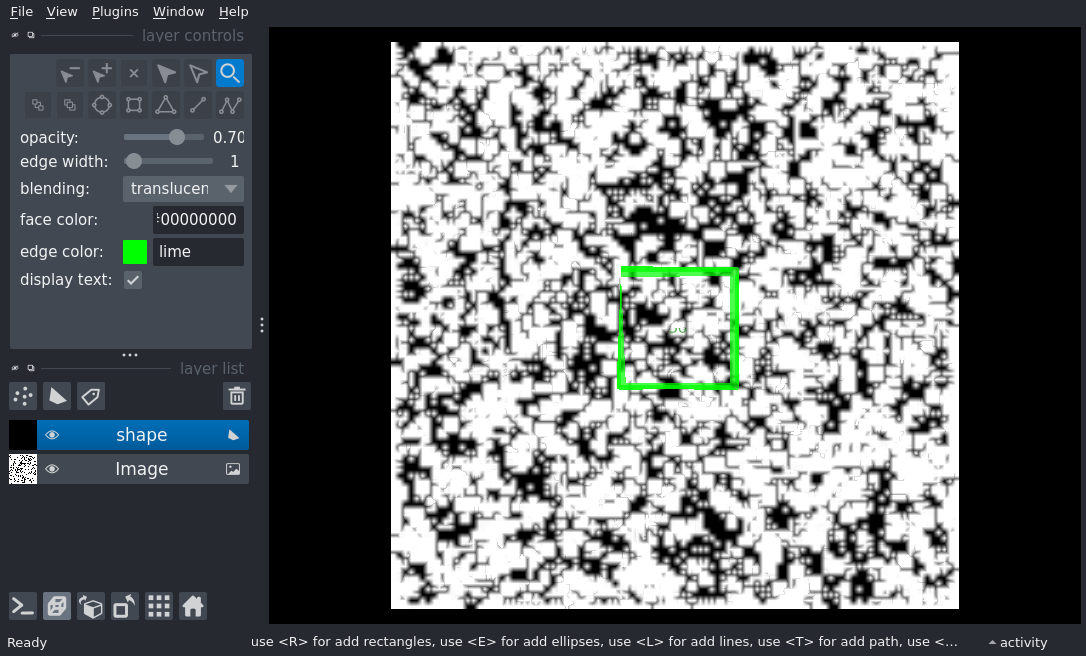 File View Plugins Window Help
layer controls
opacity: 0.70
edge width: 1
blending: translucen
face color: 00000000
edge color: lime
display text:
layer list
shape
Image
Ready
use <R> for add rectangles, use <E> for add ellipses, use <L> for add lines, use <T> for add path, use <...
activity